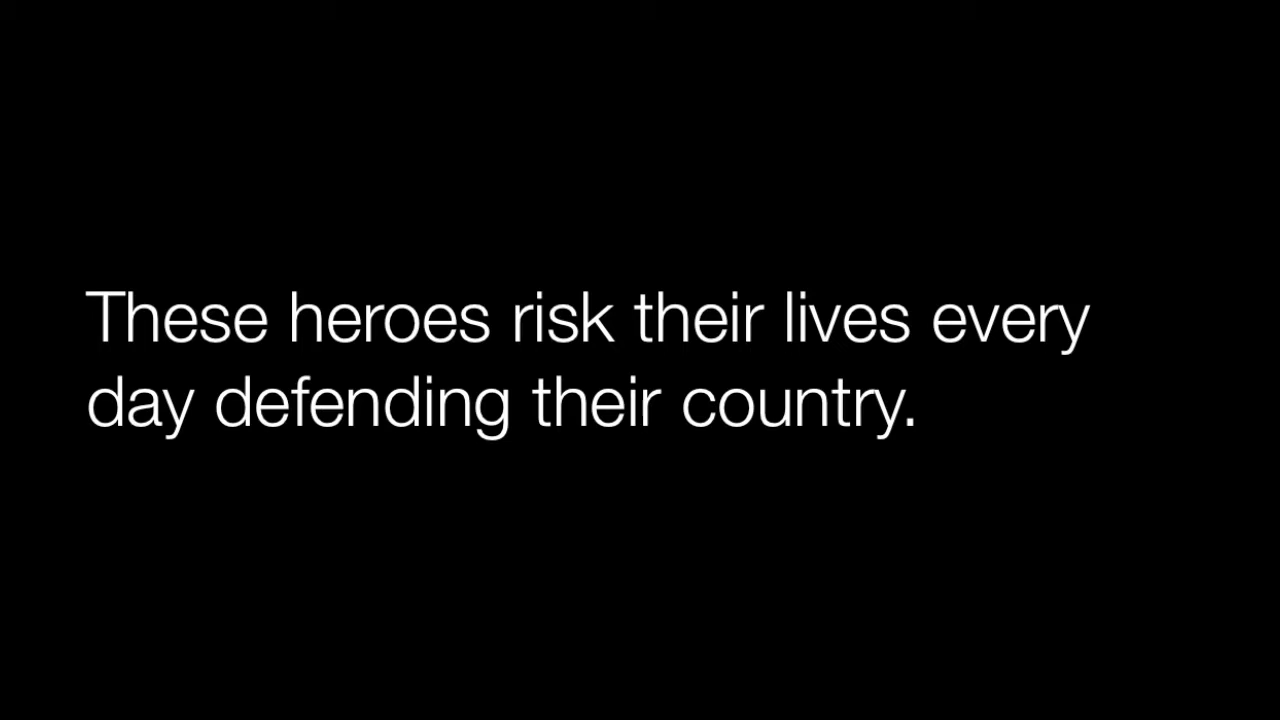 These heroes risk their lives every
day defending their country.